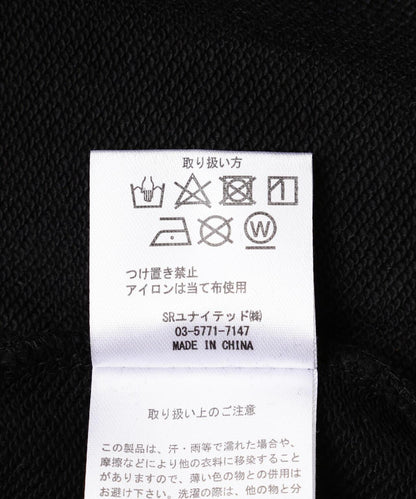 取り扱い方
W
つけ置き禁止
アイロンは当て布使用
SRユナイテッド㈱
03-5771-7147
MADE IN CHINA
取り扱い上のご注意
この製品は、汗・雨等で濡れた場合や、
摩擦などにより他の衣料に移染すること
がありますので、薄い色の物との併用は
お避け下さい。洗濯の際は、他の物と分